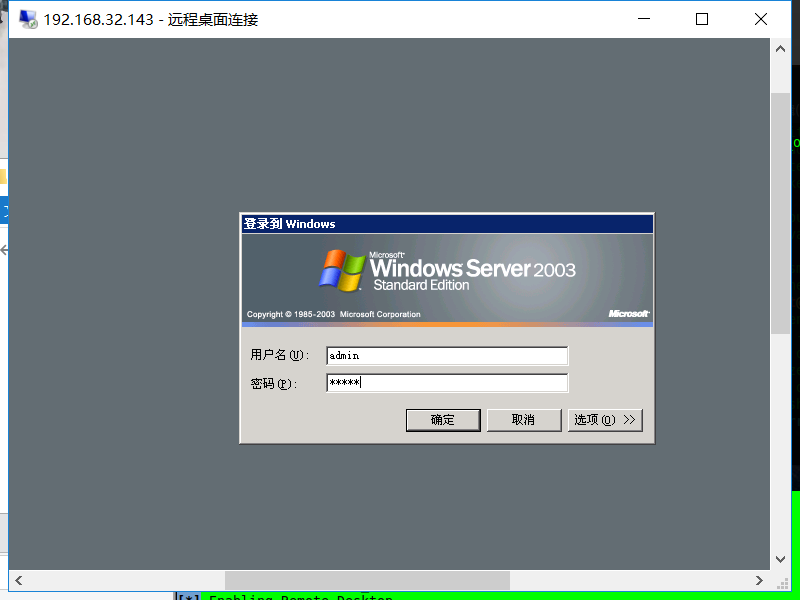 192.168.32.143 - 远程桌面连接
登录到 Windows
Microsoft
Windows Server 2003
Standard Edition
Copyright © 1985-2003 Microsoft Corporation
Microsoft
用户名(U):
admin
密码(P):
*****
确定
取消
选项(O) >>
[*] Enabling Remote Desktop